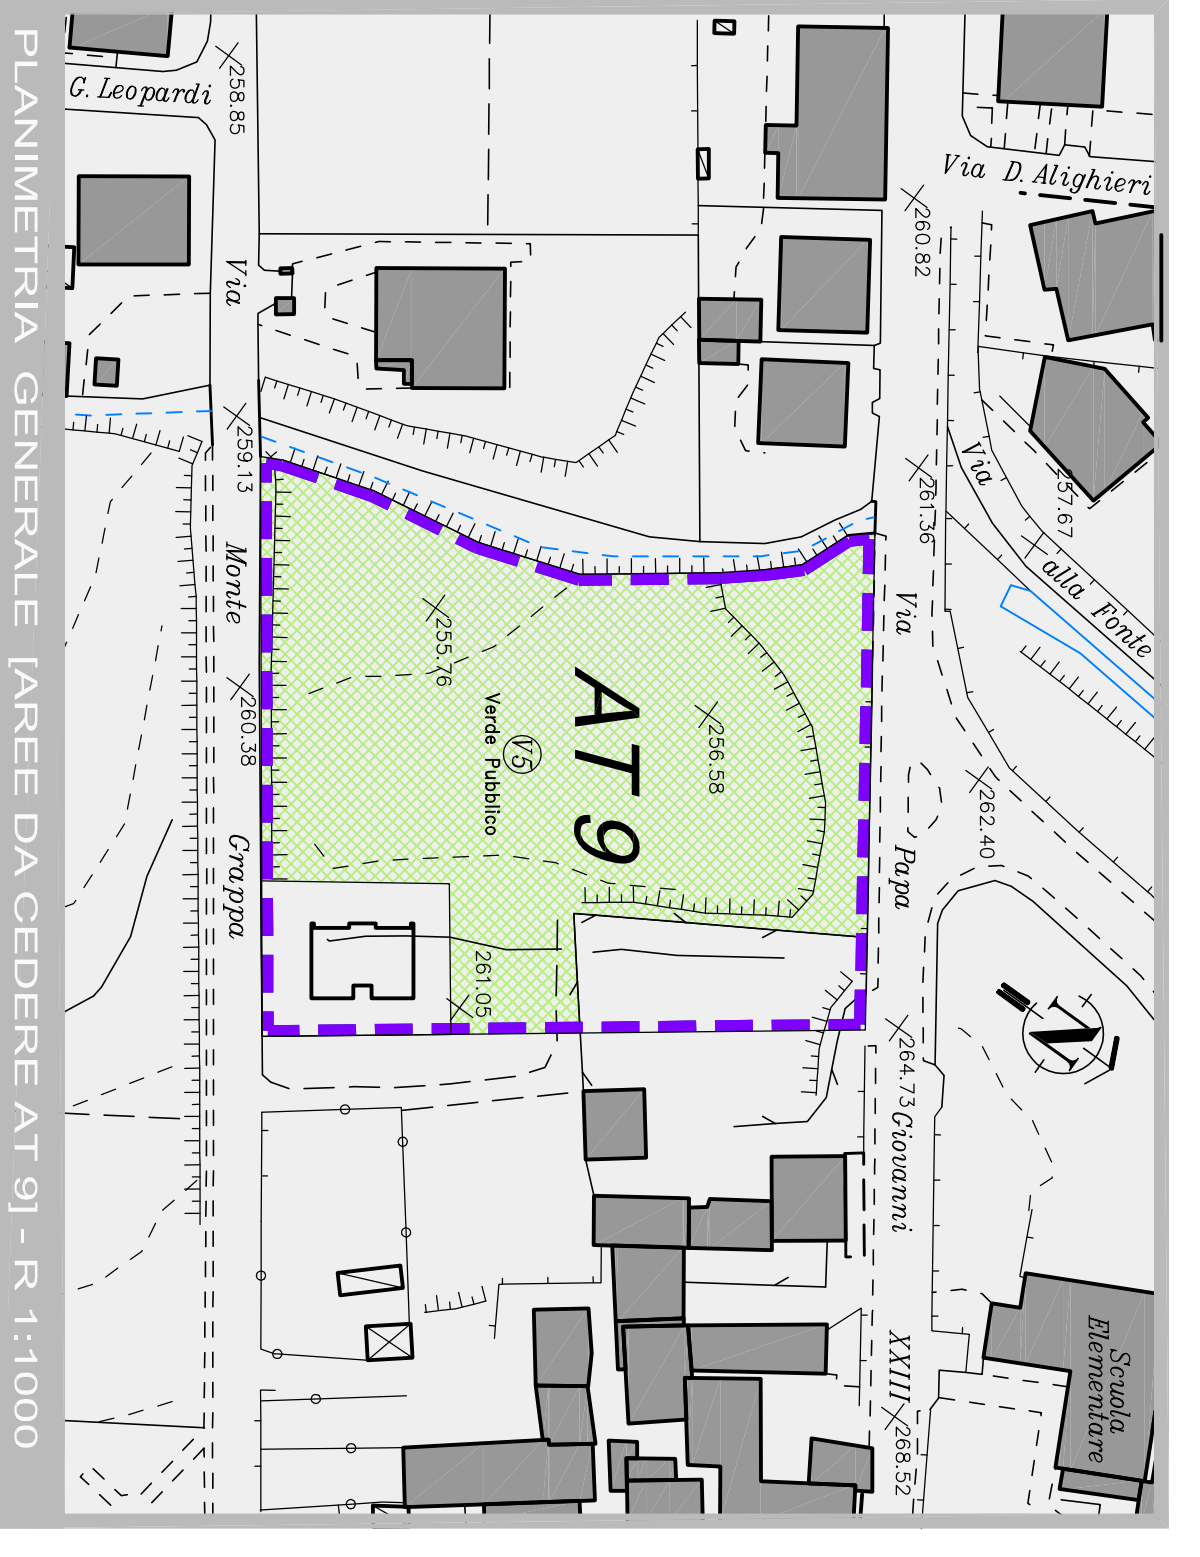 PLANIMETRIA GENERALE [AREE DA CEDERE AT 9] - R 1:1000
G. Leopardi
258.85
Via D. Alighieri
260.82
Via Monte Grappa
259.13
260.38
Via alla Fonte
257.67
261.36
Via Papa Giovanni XXIII
262.40
264.73
268.52
255.76
256.58
261.05
AT 9
V5
Verde Pubblico
N
Scuola
Elementare